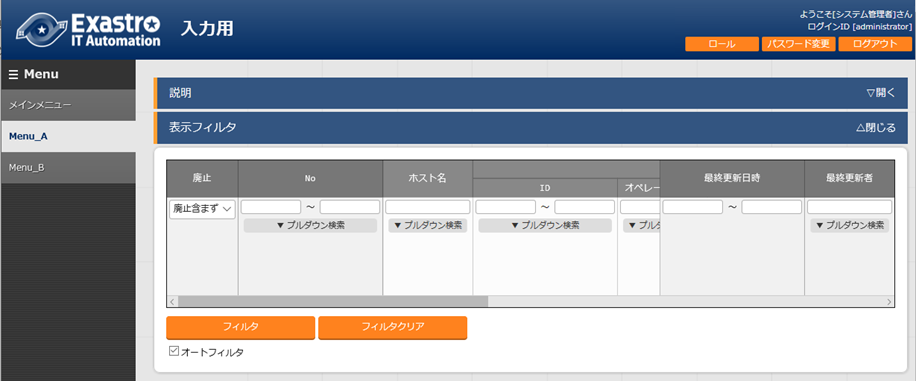 Exastro
IT Automation
入力用
ようこそ[システム管理者]さん
ログインID [administrator]
ロール パスワード変更 ログアウト
☰ Menu
メインメニュー
Menu_A
Menu_B
説明 ▽開く
表示フィルタ △閉じる
廃止 No ホスト名 最終更新日時 最終更新者
ID オペレー
廃止含まず ～ ～ ～
▼ プルダウン検索 ▼ プルダウン検索 ▼ プルダウン検索 ▼ プルダ ▼ プルダウン検索
フィルタ フィルタクリア
オートフィルタ